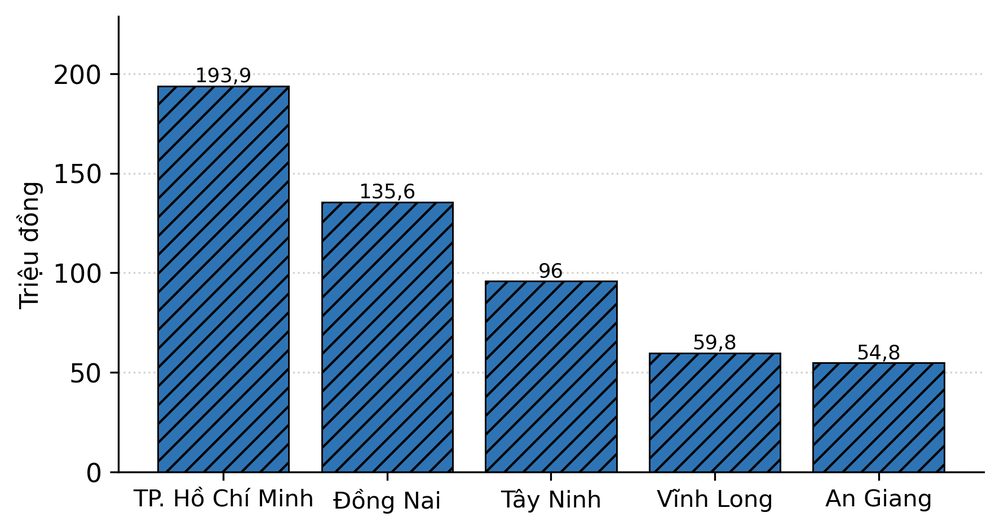 Triệu đồng
200
150
100
50
0
193,9
135,6
96
59,8
54,8
TP. Hồ Chí Minh
Đồng Nai
Tây Ninh
Vĩnh Long
An Giang